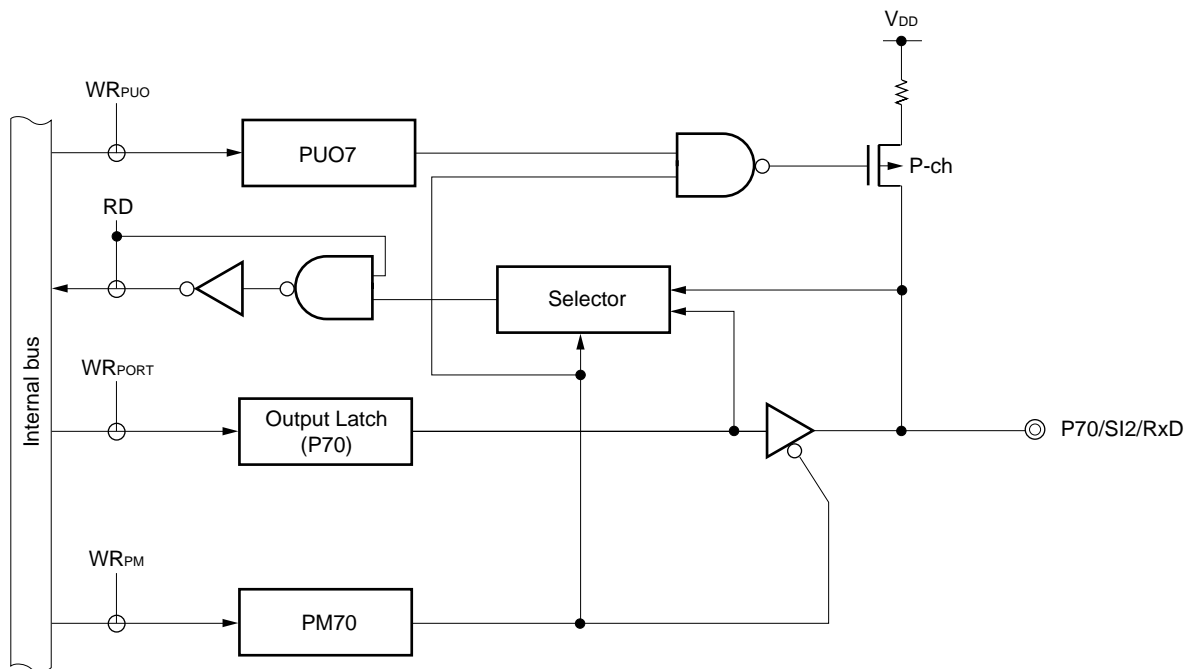 VDD
WRPUO
PUO7
P-ch
RD
Selector
Internal bus
WRPORT
Output Latch
(P70)
P70/SI2/RxD
WRPM
PM70